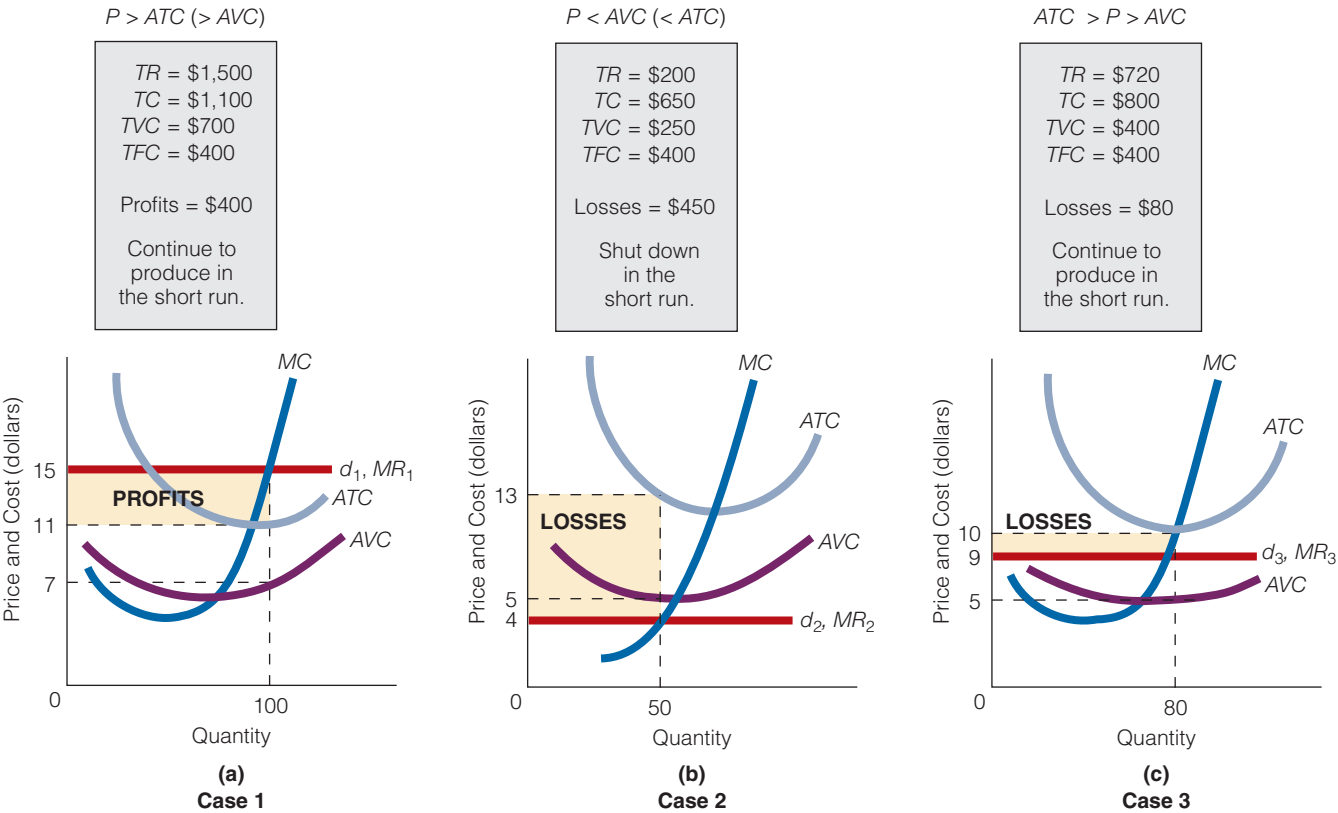 P > ATC (> AVC)
TR = $1,500
TC = $1,100
TVC = $700
TFC = $400
Profits = $400
Continue to
produce in
the short run.
Price and Cost (dollars)
MC
15
d₁, MR₁
PROFITS
ATC
11
AVC
7
0
100
Quantity
(a)
Case 1
P < AVC (< ATC)
TR = $200
TC = $650
TVC = $250
TFC = $400
Losses = $450
Shut down
in the
short run.
Price and Cost (dollars)
MC
ATC
13
LOSSES
AVC
5
4
d₂, MR₂
0
50
Quantity
(b)
Case 2
ATC > P > AVC
TR = $720
TC = $800
TVC = $400
TFC = $400
Losses = $80
Continue to
produce in
the short run.
Price and Cost (dollars)
MC
ATC
LOSSES
10
9
d₃, MR₃
AVC
5
0
80
Quantity
(c)
Case 3